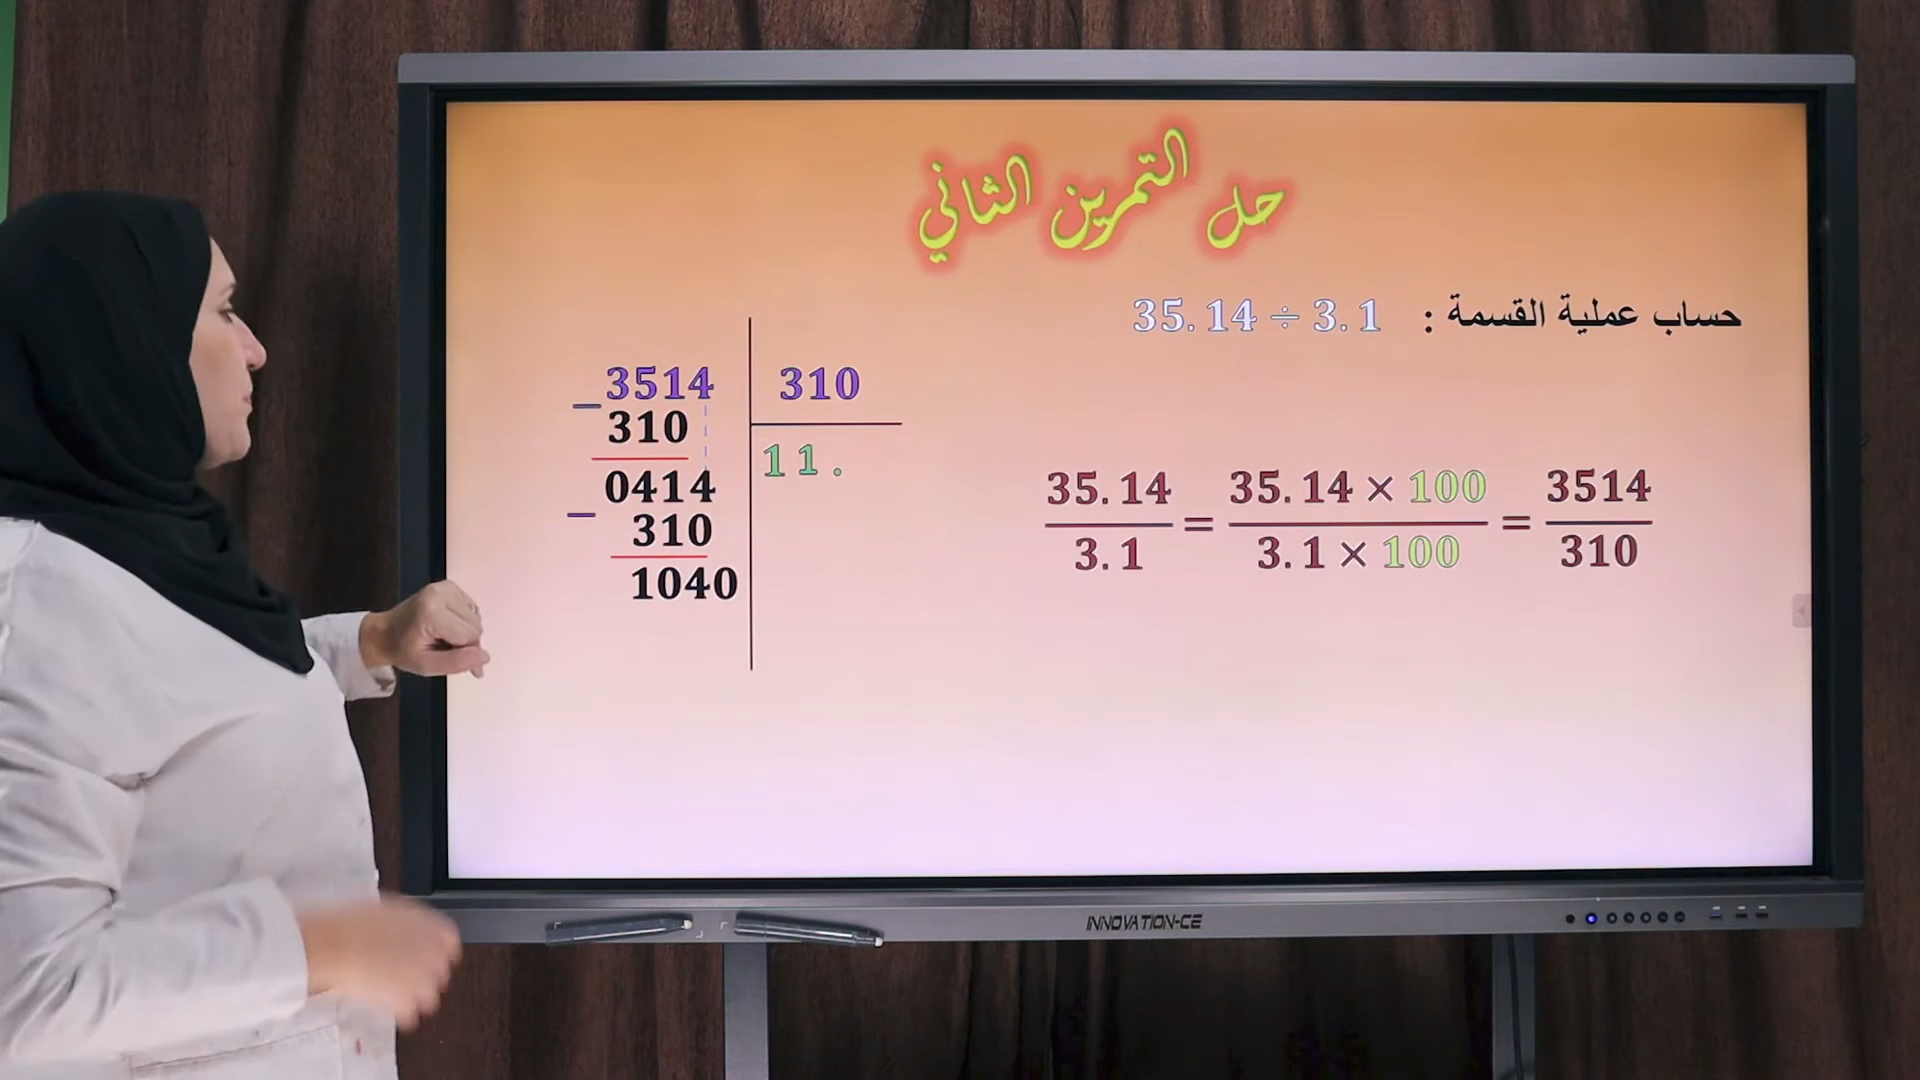 حل التمرين الثاني
حساب عملية القسمة : 35.14 ÷ 3.1
3514 | 310
− 310
11.
0414
− 310
1040
35.14 / 3.1 = 35.14 × 100 / 3.1 × 100 = 3514 / 310
INNOVATION-CE